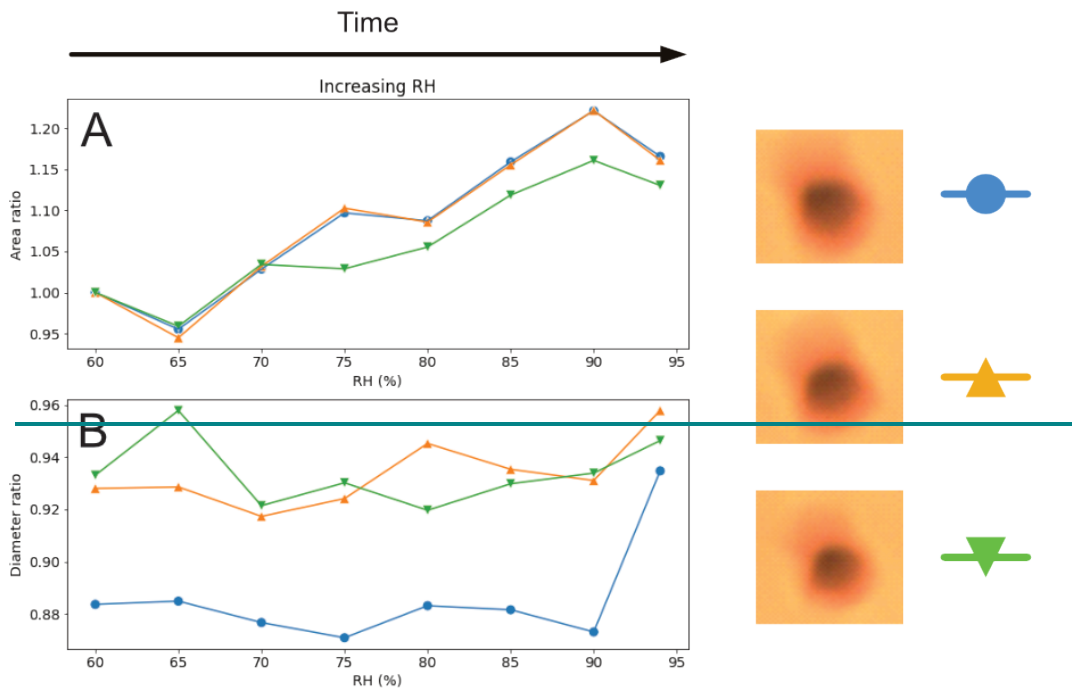 Time
Increasing RH
A
1.20
1.15
1.10
1.05
1.00
0.95
Area ratio
60 65 70 75 80 85 90 95
RH (%)
B
0.96
0.94
0.92
0.90
0.88
Diameter ratio
60 65 70 75 80 85 90 95
RH (%)